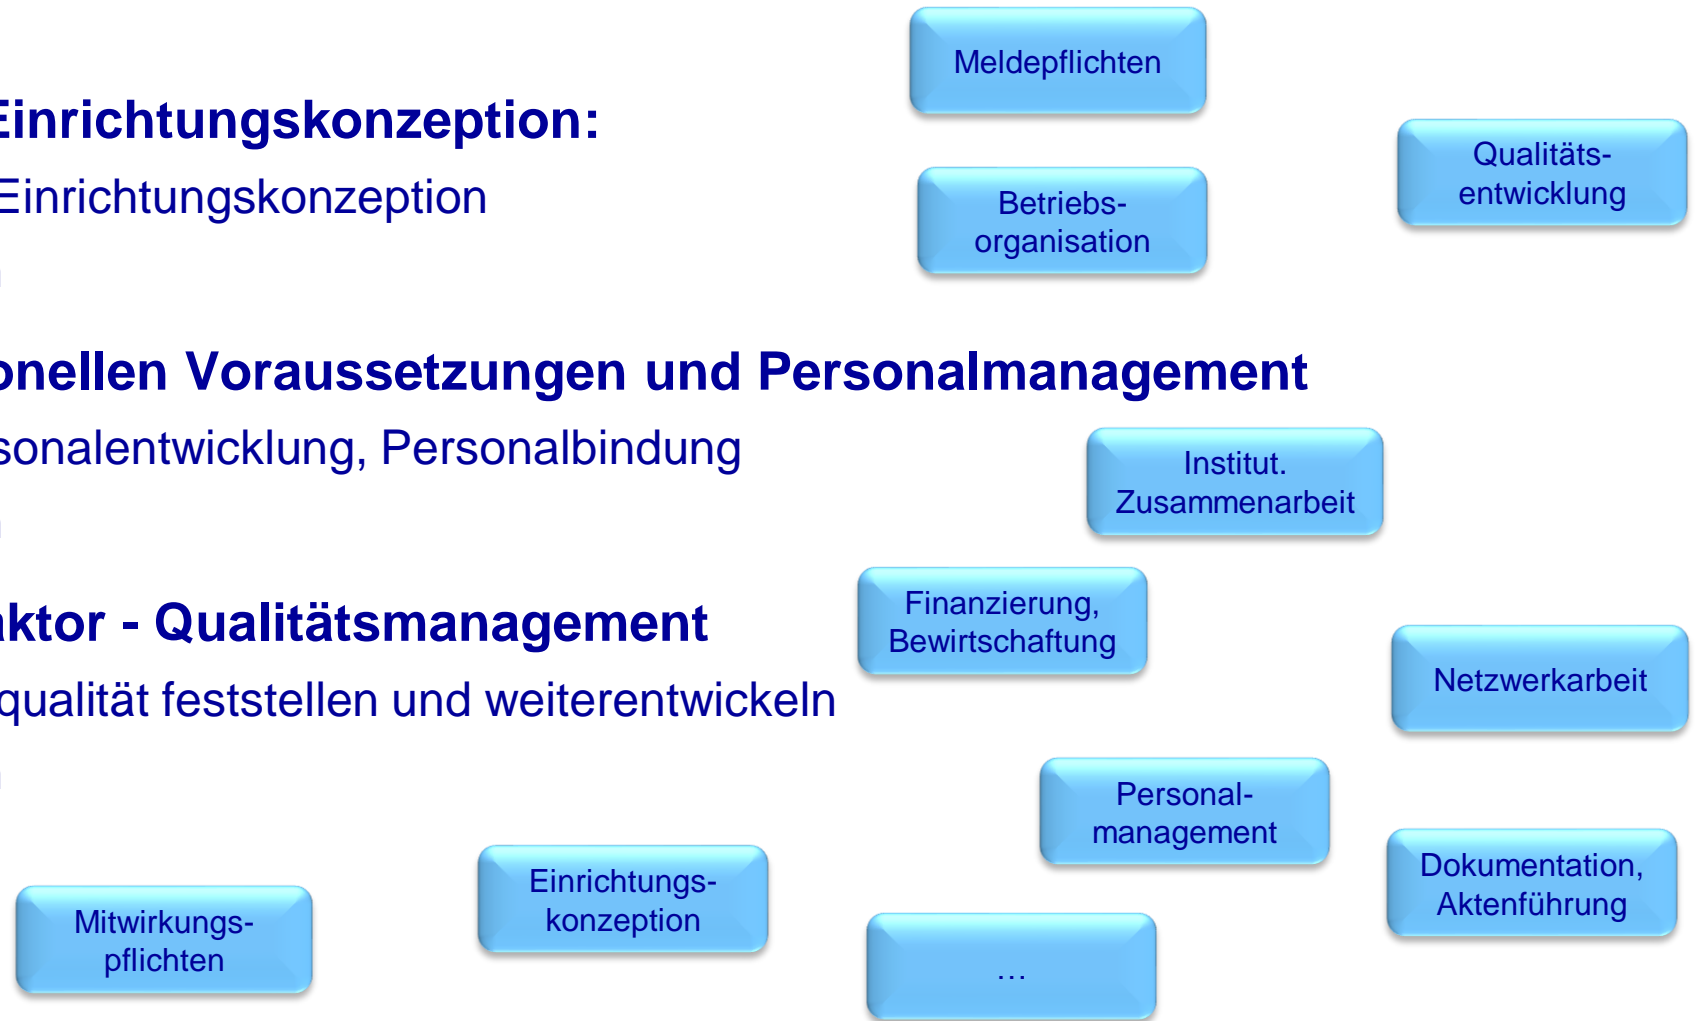 Meldepflichten
Einrichtungskonzeption:
Qualitäts-
entwicklung
Einrichtungskonzeption
Betriebs-
organisation
onellen Voraussetzungen und Personalmanagement
sonalentwicklung, Personalbindung
Institut.
Zusammenarbeit
Finanzierung,
Bewirtschaftung
aktor - Qualitätsmanagement
Netzwerkarbeit
qualität feststellen und weiterentwickeln
Personal-
management
Dokumentation,
Aktenführung
Einrichtungs-
konzeption
Mitwirkungs-
pflichten
…